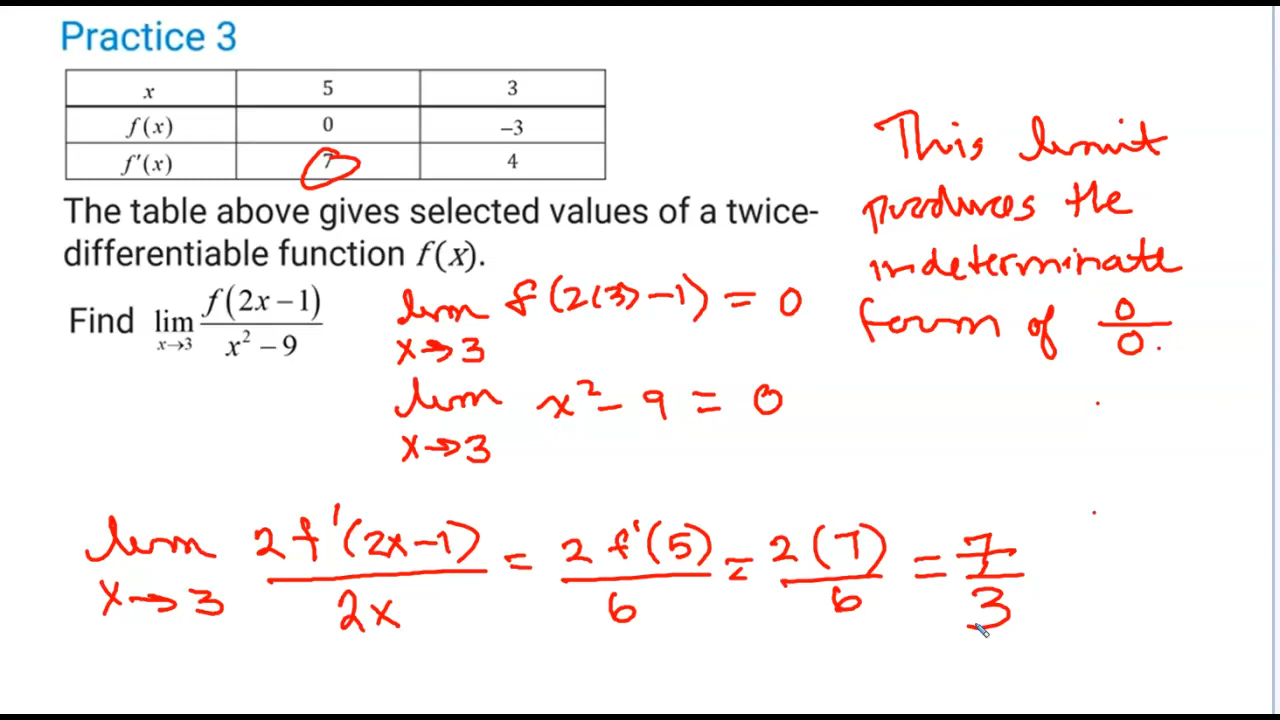 Practice 3
x 5 3
f(x) 0 −3
f'(x) 7 4
The table above gives selected values of a twice-
differentiable function f(x).
Find lim x→3 f(2x−1) / x² − 9
lim x→3 f(2(3)−1) = 0
lim x→3 x² − 9 = 0
This limit
produces the
indeterminate
form of 0/0.
lim x→3 2f'(2x−1) / 2x = 2f'(5) / 6 = 2(7) / 6 = 7/3